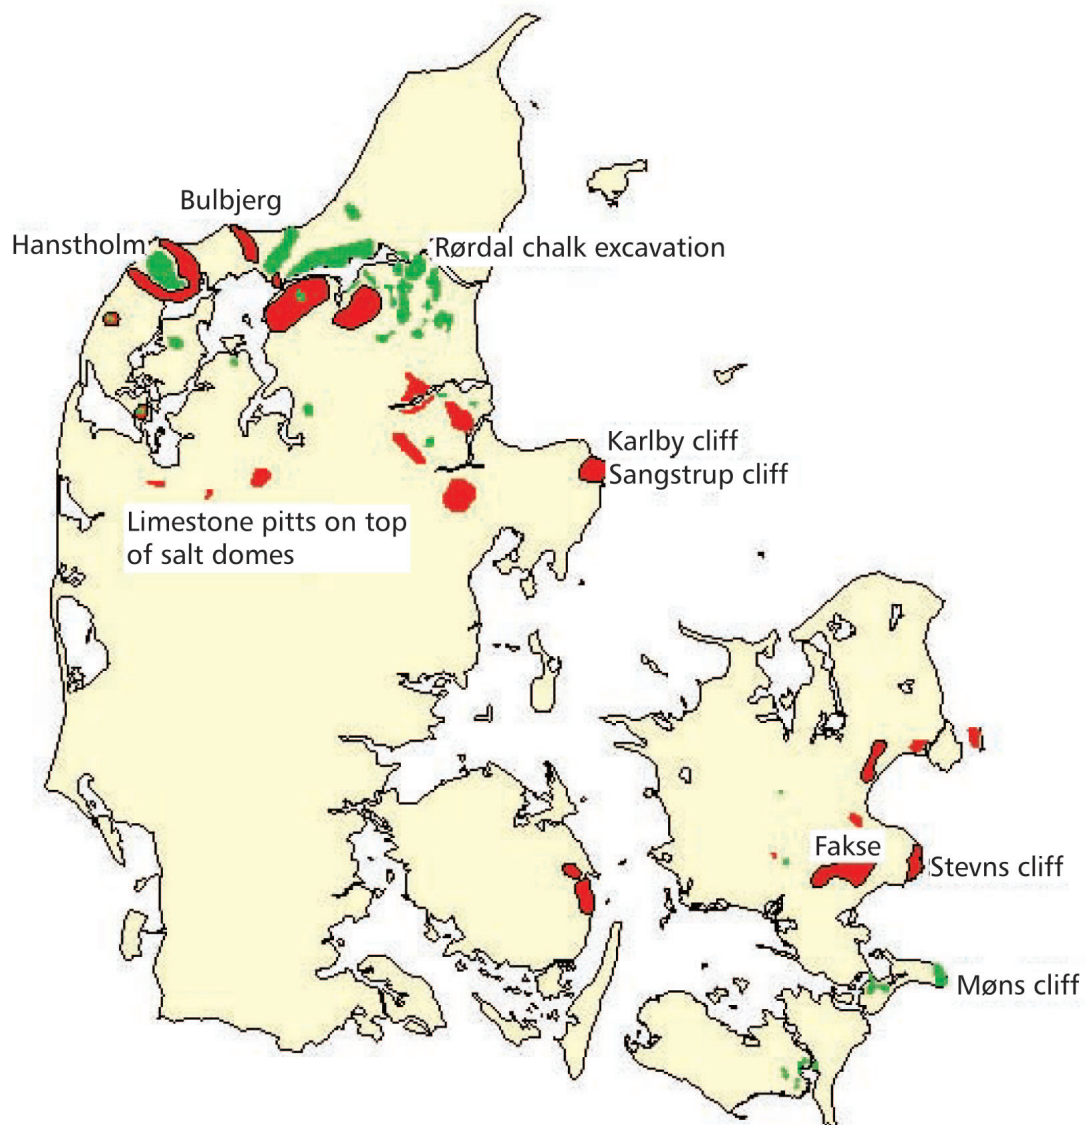 Bulbjerg
Hanstholm
Rørdal chalk excavation
Karlby cliff
Sangstrup cliff
Limestone pitts on top
of salt domes
Fakse
Stevns cliff
Møns cliff